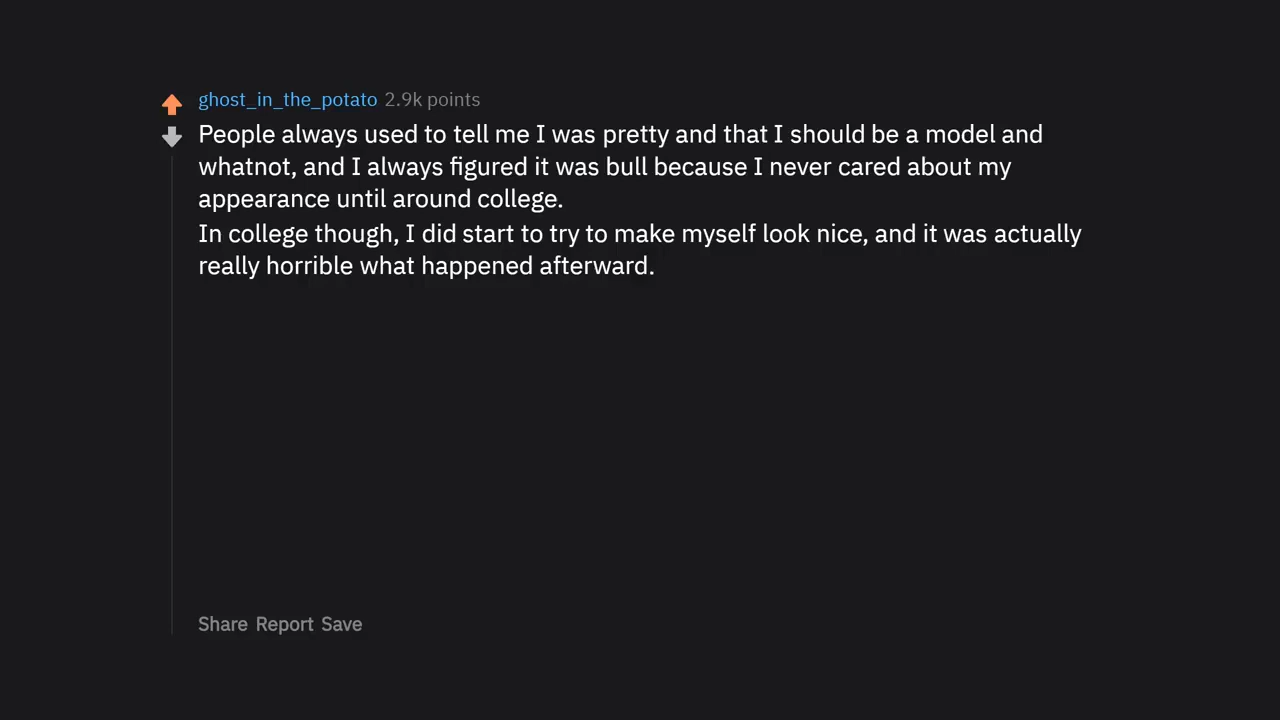 ghost_in_the_potato 2.9k points
People always used to tell me I was pretty and that I should be a model and
whatnot, and I always figured it was bull because I never cared about my
appearance until around college.
In college though, I did start to try to make myself look nice, and it was actually
really horrible what happened afterward.
Share Report Save